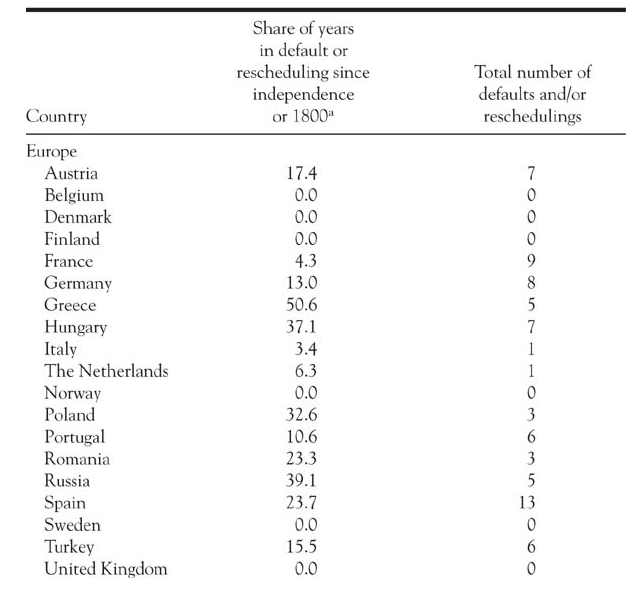 Share of years
in default or
rescheduling since Total number of
independence defaults and/or
Country or 1800ª reschedulings
Europe
Austria 17.4 7
Belgium 0.0 0
Denmark 0.0 0
Finland 0.0 0
France 4.3 9
Germany 13.0 8
Greece 50.6 5
Hungary 37.1 7
Italy 3.4 1
The Netherlands 6.3 1
Norway 0.0 0
Poland 32.6 3
Portugal 10.6 6
Romania 23.3 3
Russia 39.1 5
Spain 23.7 13
Sweden 0.0 0
Turkey 15.5 6
United Kingdom 0.0 0